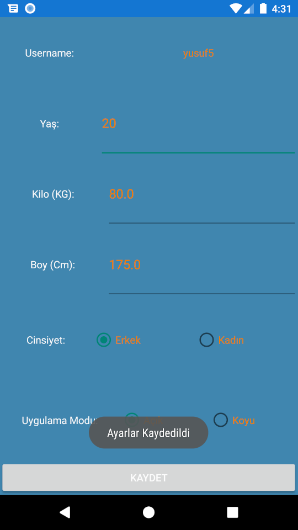 4:31
Username: yusuf5
Yaş: 20
Kilo (KG): 80.0
Boy (Cm): 175.0
Cinsiyet: Erkek Kadın
Uygulama Modu Koyu
Ayarlar Kaydedildi
KAYDET